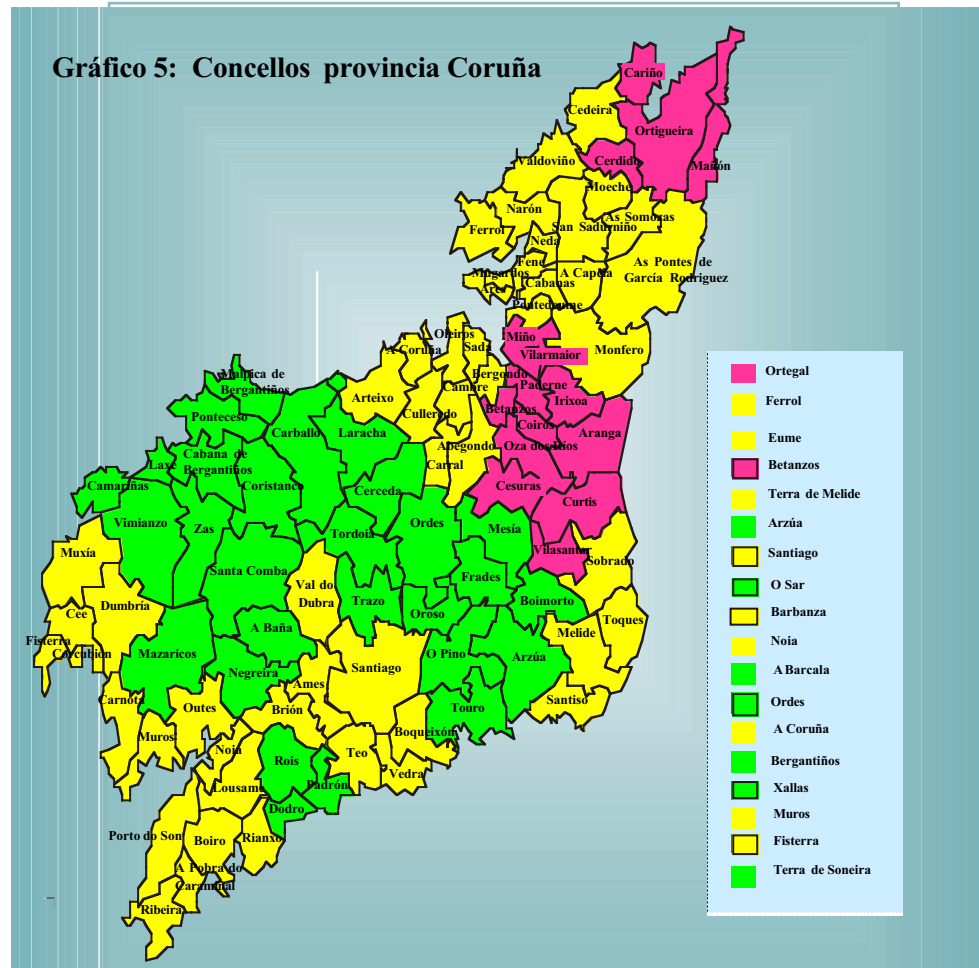 Gráfico 5: Concellos provincia Coruña
Cariño
Cedeira
Ortigueira
Valdoviño
Cerdido
Mañón
Moeche
Narón
As Somozas
Ferrol
San Sadurniño
Neda
Fene
As Pontes de
García Rodriguez
Mugardos
A Capela
Cabanas
Ares
Pontedeume
Oleiros
Miño
A Coruña
Sada
Monfero
Vilarmaior
Malpica de
Bergantiños
Bergondo
Paderne
Arteixo
Cambre
Irixoa
Ponteceso
Culleredo
Betanzos
Carballo
Laracha
Coiros
Aranga
Abegondo
Oza dos Ríos
Cabana de
Bergantiños
Laxe
Carral
Camariñas
Coristanco
Cerceda
Cesuras
Curtis
Vimianzo
Zas
Ordes
Mesía
Tordoia
Muxía
Vilasantar
Sobrado
Santa Comba
Frades
Val do
Dubra
Dumbría
Trazo
Boimorto
Cee
Oroso
Toques
A Baña
Melide
Fisterra
Corcubión
Mazaricos
O Pino
Arzúa
Negreira
Santiago
Ames
Carnota
Outes
Brión
Touro
Santiso
Muros
Boqueixón
Noia
Teo
Rois
Vedra
Lousame
Padrón
Dodro
Porto do Son
Boiro
Rianxo
A Pobra do
Caramiñal
Ribeira
Ortegal
Ferrol
Eume
Betanzos
Terra de Melide
Arzúa
Santiago
O Sar
Barbanza
Noia
A Barcala
Ordes
A Coruña
Bergantiños
Xallas
Muros
Fisterra
Terra de Soneira